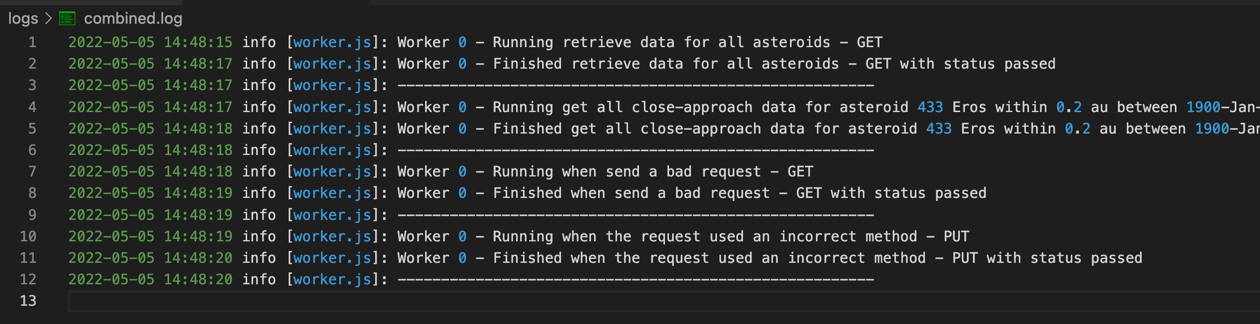 logs > combined.log
1 2022-05-05 14:48:15 info [worker.js]: Worker 0 - Running retrieve data for all asteroids - GET
2 2022-05-05 14:48:17 info [worker.js]: Worker 0 - Finished retrieve data for all asteroids - GET with status passed
3 2022-05-05 14:48:17 info [worker.js]: -------------------------------------------------------
4 2022-05-05 14:48:17 info [worker.js]: Worker 0 - Running get all close-approach data for asteroid 433 Eros within 0.2 au between 1900-Jan-
5 2022-05-05 14:48:18 info [worker.js]: Worker 0 - Finished get all close-approach data for asteroid 433 Eros within 0.2 au between 1900-Jan
6 2022-05-05 14:48:18 info [worker.js]: -------------------------------------------------------
7 2022-05-05 14:48:18 info [worker.js]: Worker 0 - Running when send a bad request - GET
8 2022-05-05 14:48:19 info [worker.js]: Worker 0 - Finished when send a bad request - GET with status passed
9 2022-05-05 14:48:19 info [worker.js]: -------------------------------------------------------
10 2022-05-05 14:48:19 info [worker.js]: Worker 0 - Running when the request used an incorrect method - PUT
11 2022-05-05 14:48:20 info [worker.js]: Worker 0 - Finished when the request used an incorrect method - PUT with status passed
12 2022-05-05 14:48:20 info [worker.js]: -------------------------------------------------------
13